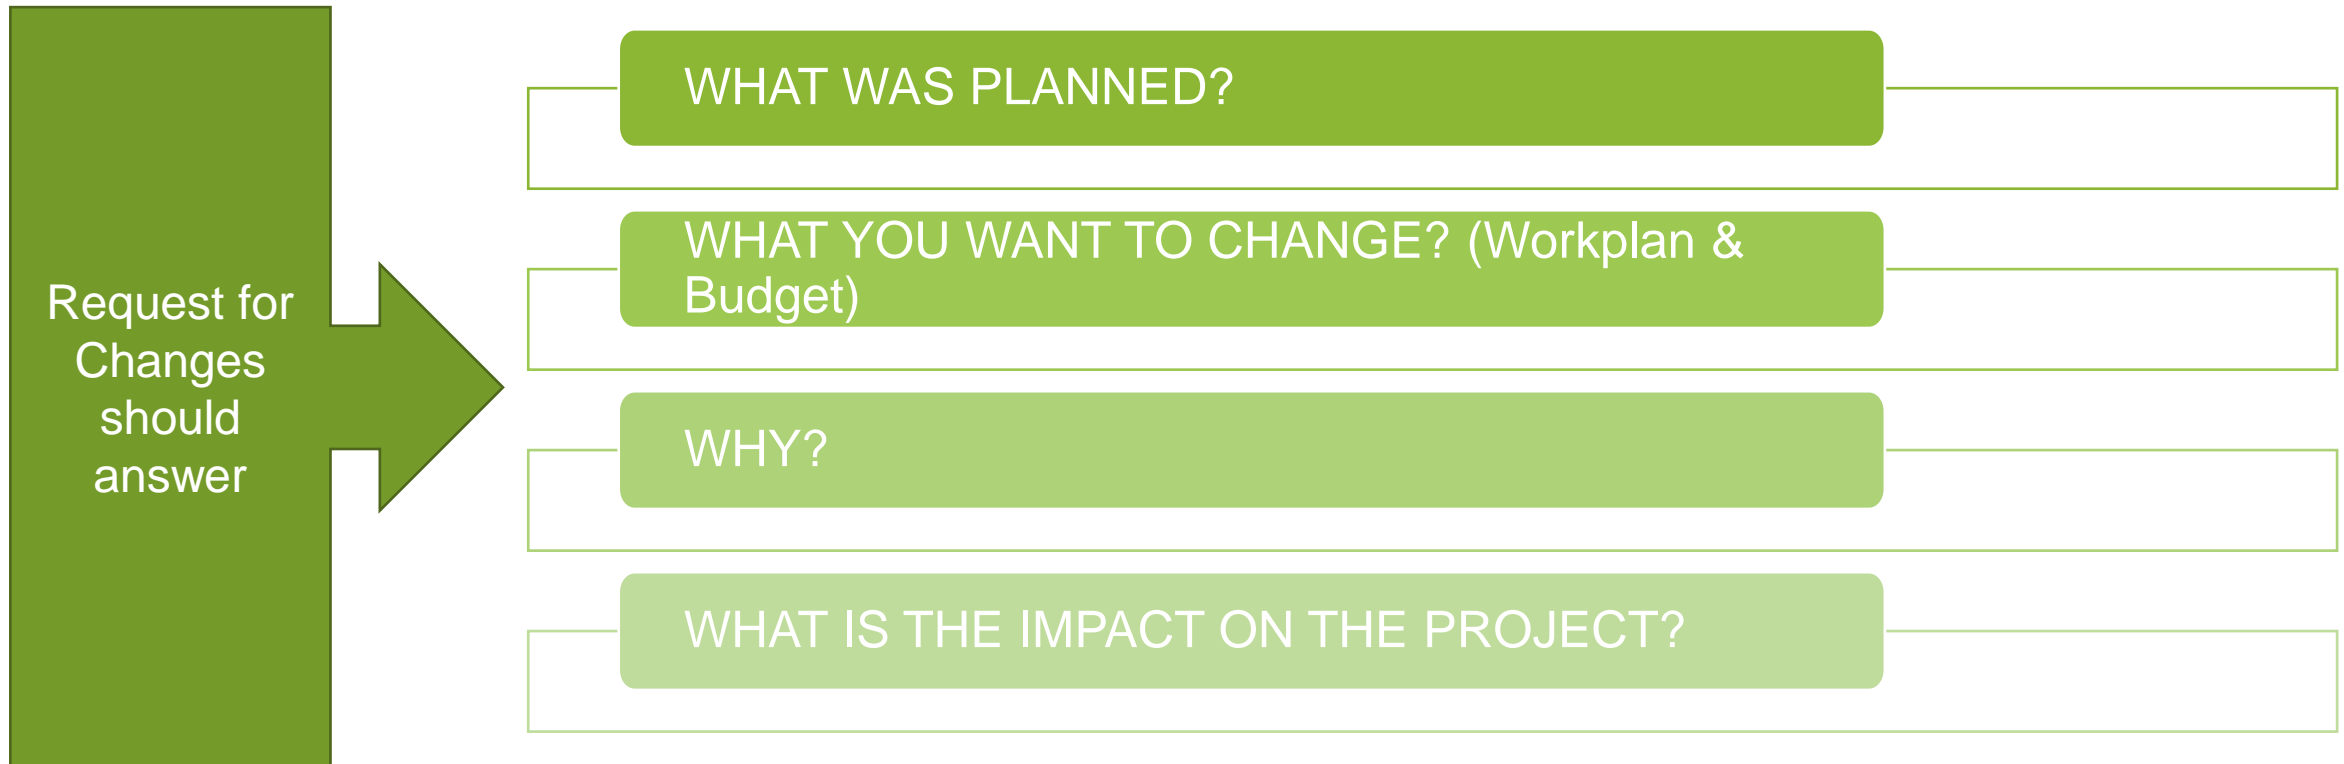 Request for
Changes
should
answer
WHAT WAS PLANNED?
WHAT YOU WANT TO CHANGE? (Workplan &
Budget)
WHY?
WHAT IS THE IMPACT ON THE PROJECT?